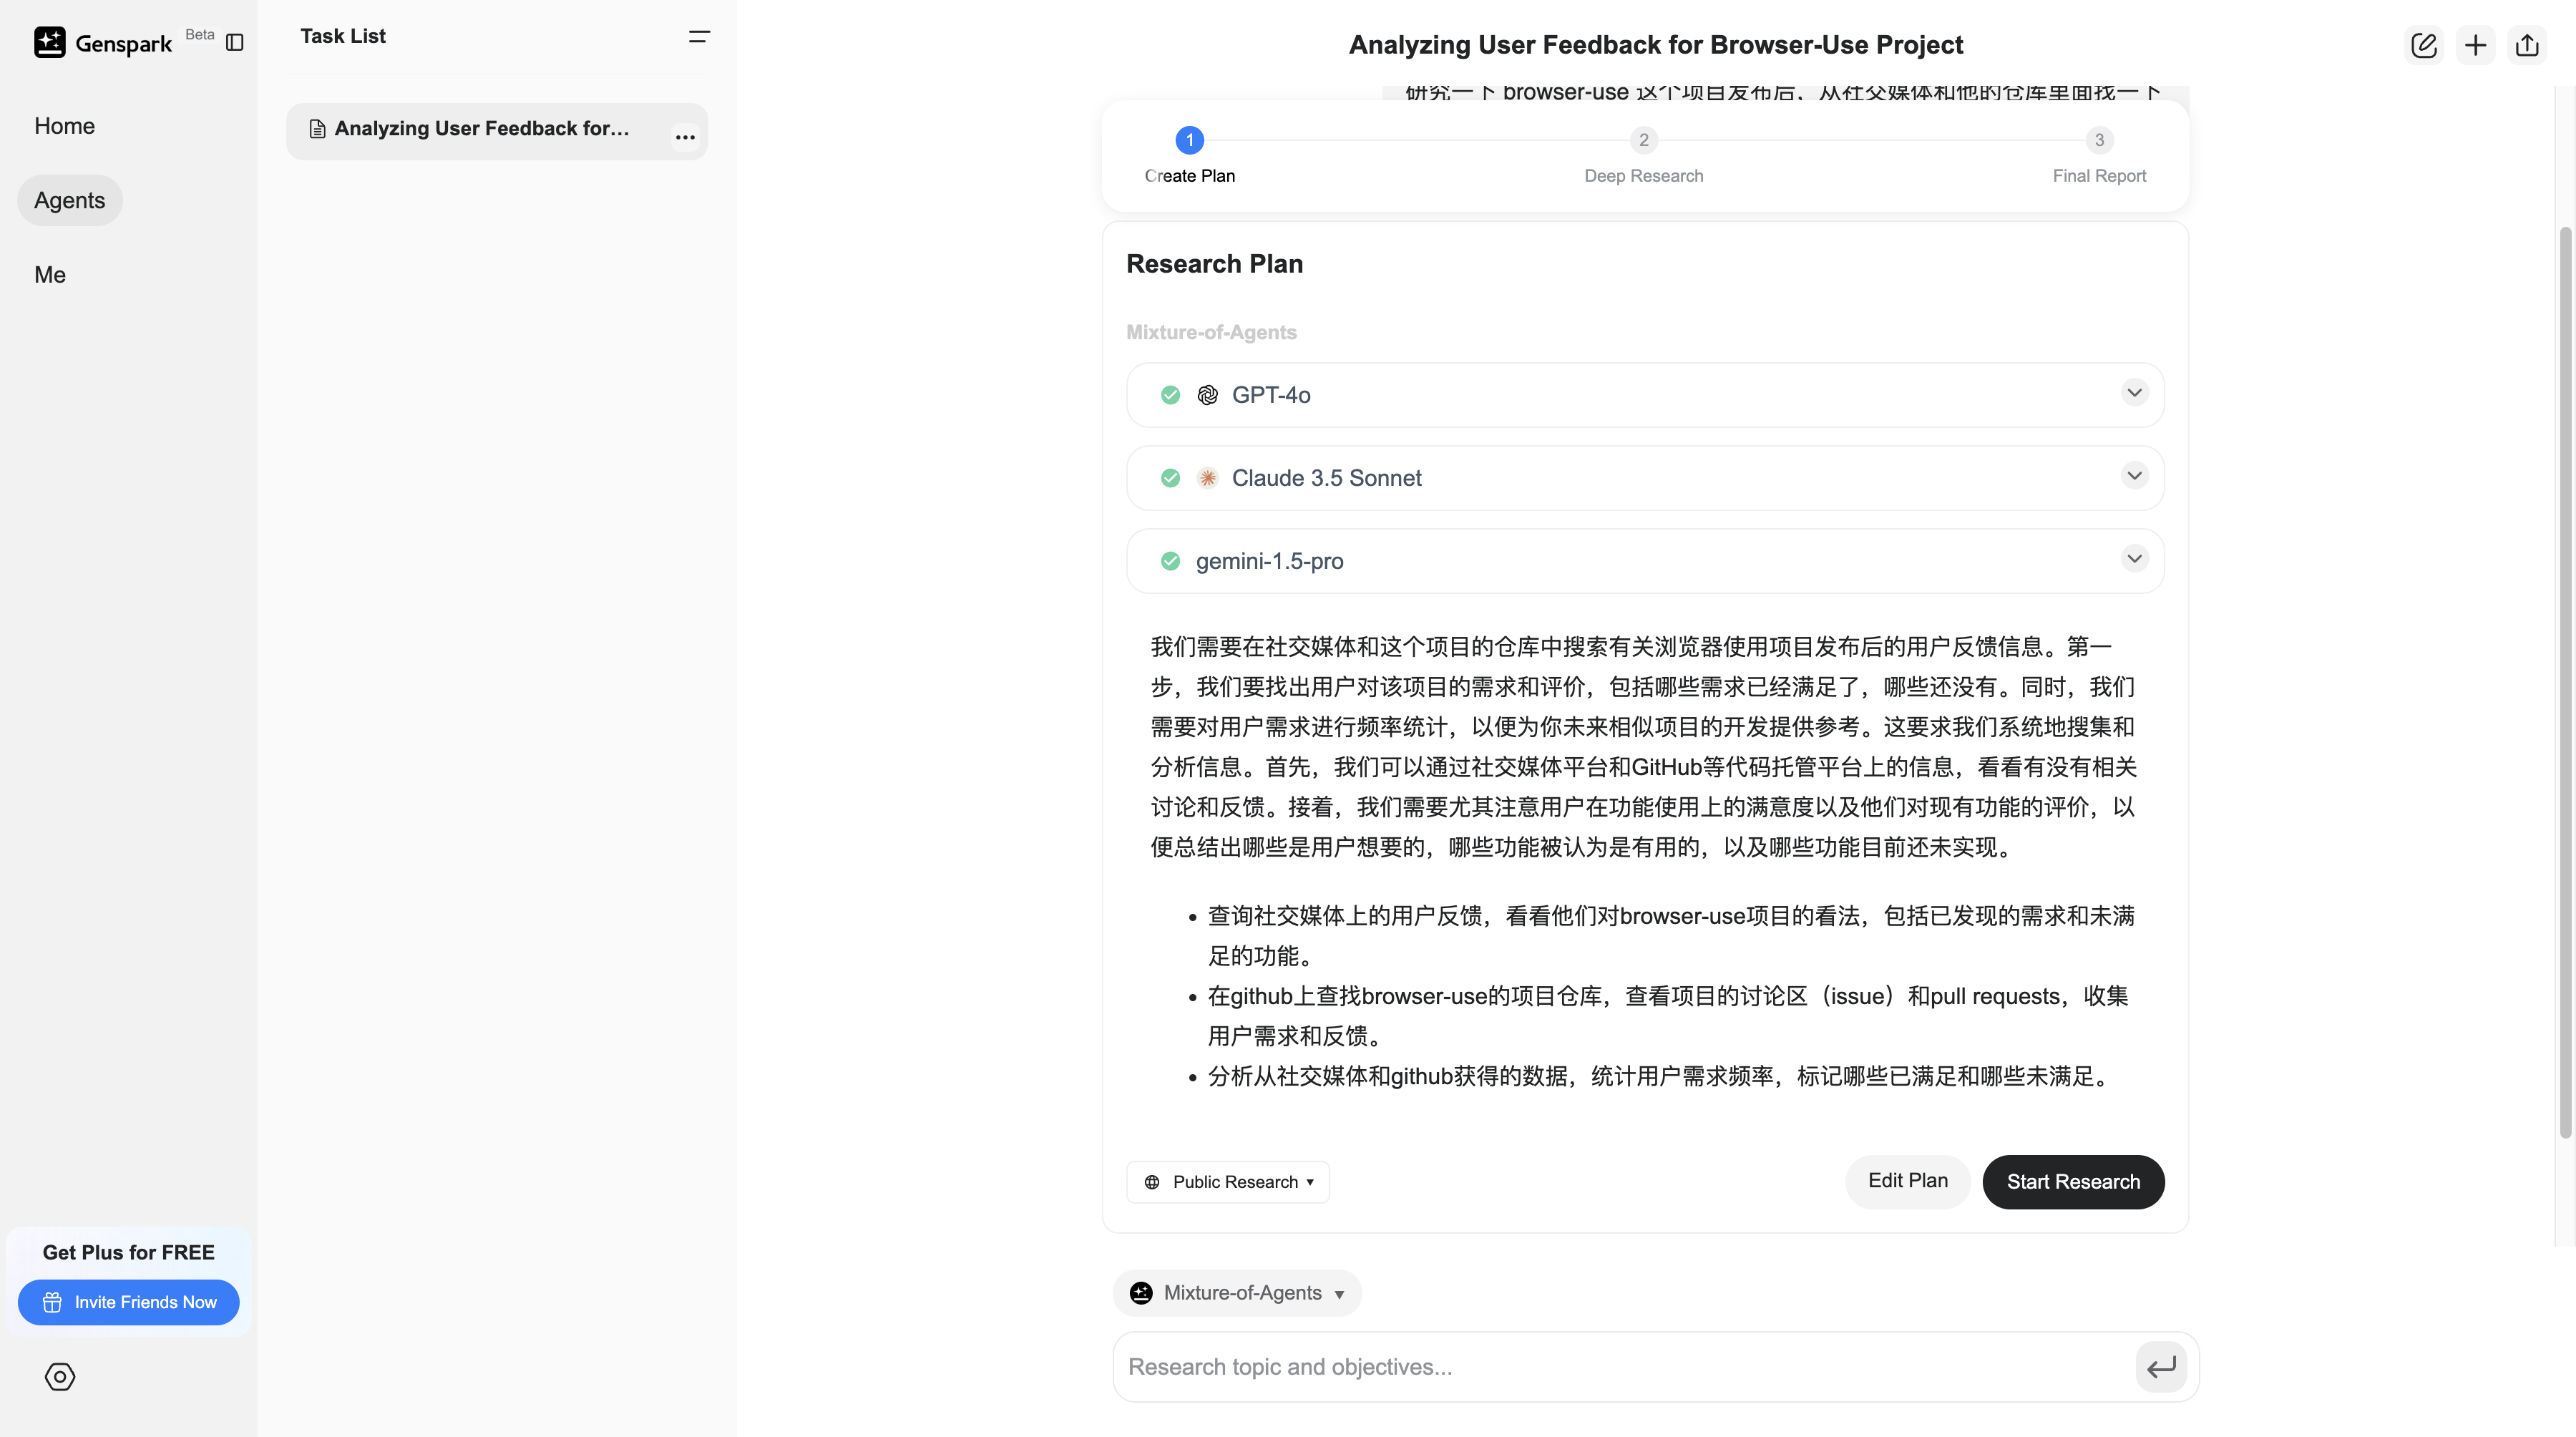 Genspark Beta
Home
Agents
Me
Get Plus for FREE
Invite Friends Now
Task List
Analyzing User Feedback for...
Analyzing User Feedback for Browser-Use Project
研究一下 browser-use 这个项目发布后，从社交媒体和他的仓库里面找一下
1
2
3
Create Plan
Deep Research
Final Report
Research Plan
Mixture-of-Agents
GPT-4o
Claude 3.5 Sonnet
gemini-1.5-pro
我们需要在社交媒体和这个项目的仓库中搜索有关浏览器使用项目发布后的用户反馈信息。第一
步，我们要找出用户对该项目的需求和评价，包括哪些需求已经满足了，哪些还没有。同时，我们
需要对用户需求进行频率统计，以便为你未来相似项目的开发提供参考。这要求我们系统地搜集和
分析信息。首先，我们可以通过社交媒体平台和GitHub等代码托管平台上的信息，看看有没有相关
讨论和反馈。接着，我们需要尤其注意用户在功能使用上的满意度以及他们对现有功能的评价，以
便总结出哪些是用户想要的，哪些功能被认为是有用的，以及哪些功能目前还未实现。
• 查询社交媒体上的用户反馈，看看他们对browser-use项目的看法，包括已发现的需求和未满
足的功能。
• 在github上查找browser-use的项目仓库，查看项目的讨论区（issue）和pull requests，收集
用户需求和反馈。
• 分析从社交媒体和github获得的数据，统计用户需求频率，标记哪些已满足和哪些未满足。
Public Research
Edit Plan
Start Research
Mixture-of-Agents
Research topic and objectives...